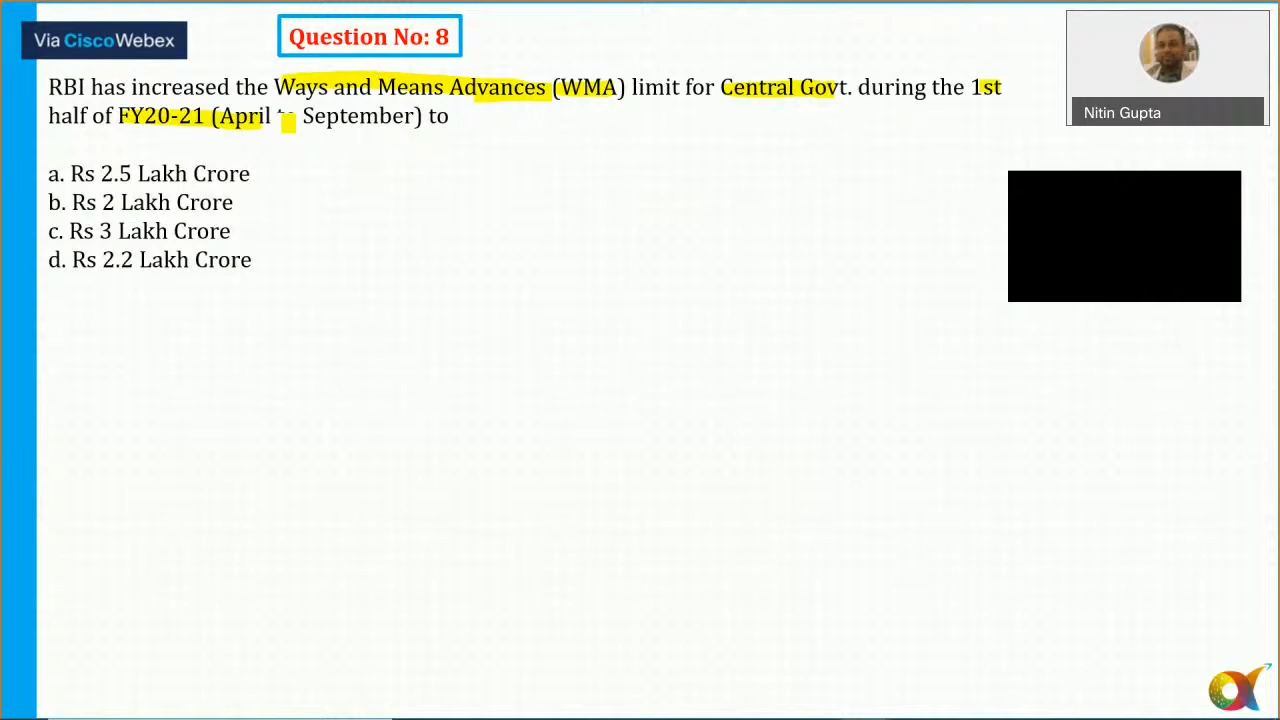 Via CiscoWebex
Question No: 8
RBI has increased the Ways and Means Advances (WMA) limit for Central Govt. during the 1st
half of FY20-21 (April to September) to
a. Rs 2.5 Lakh Crore
b. Rs 2 Lakh Crore
c. Rs 3 Lakh Crore
d. Rs 2.2 Lakh Crore
Nitin Gupta